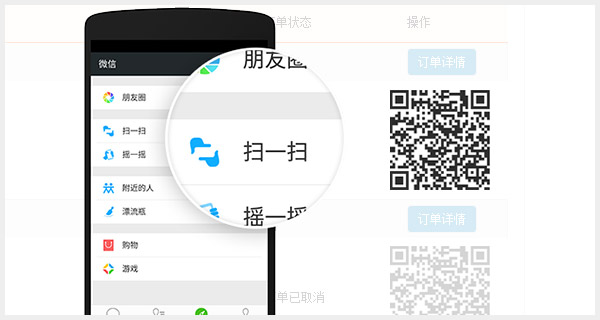 单状态
操作
微信
订单详情
朋友圈
朋友圈
扫一扫
扫一扫
摇一摇
摇一摇
附近的人
漂流瓶
订单详情
购物
游戏
单已取消